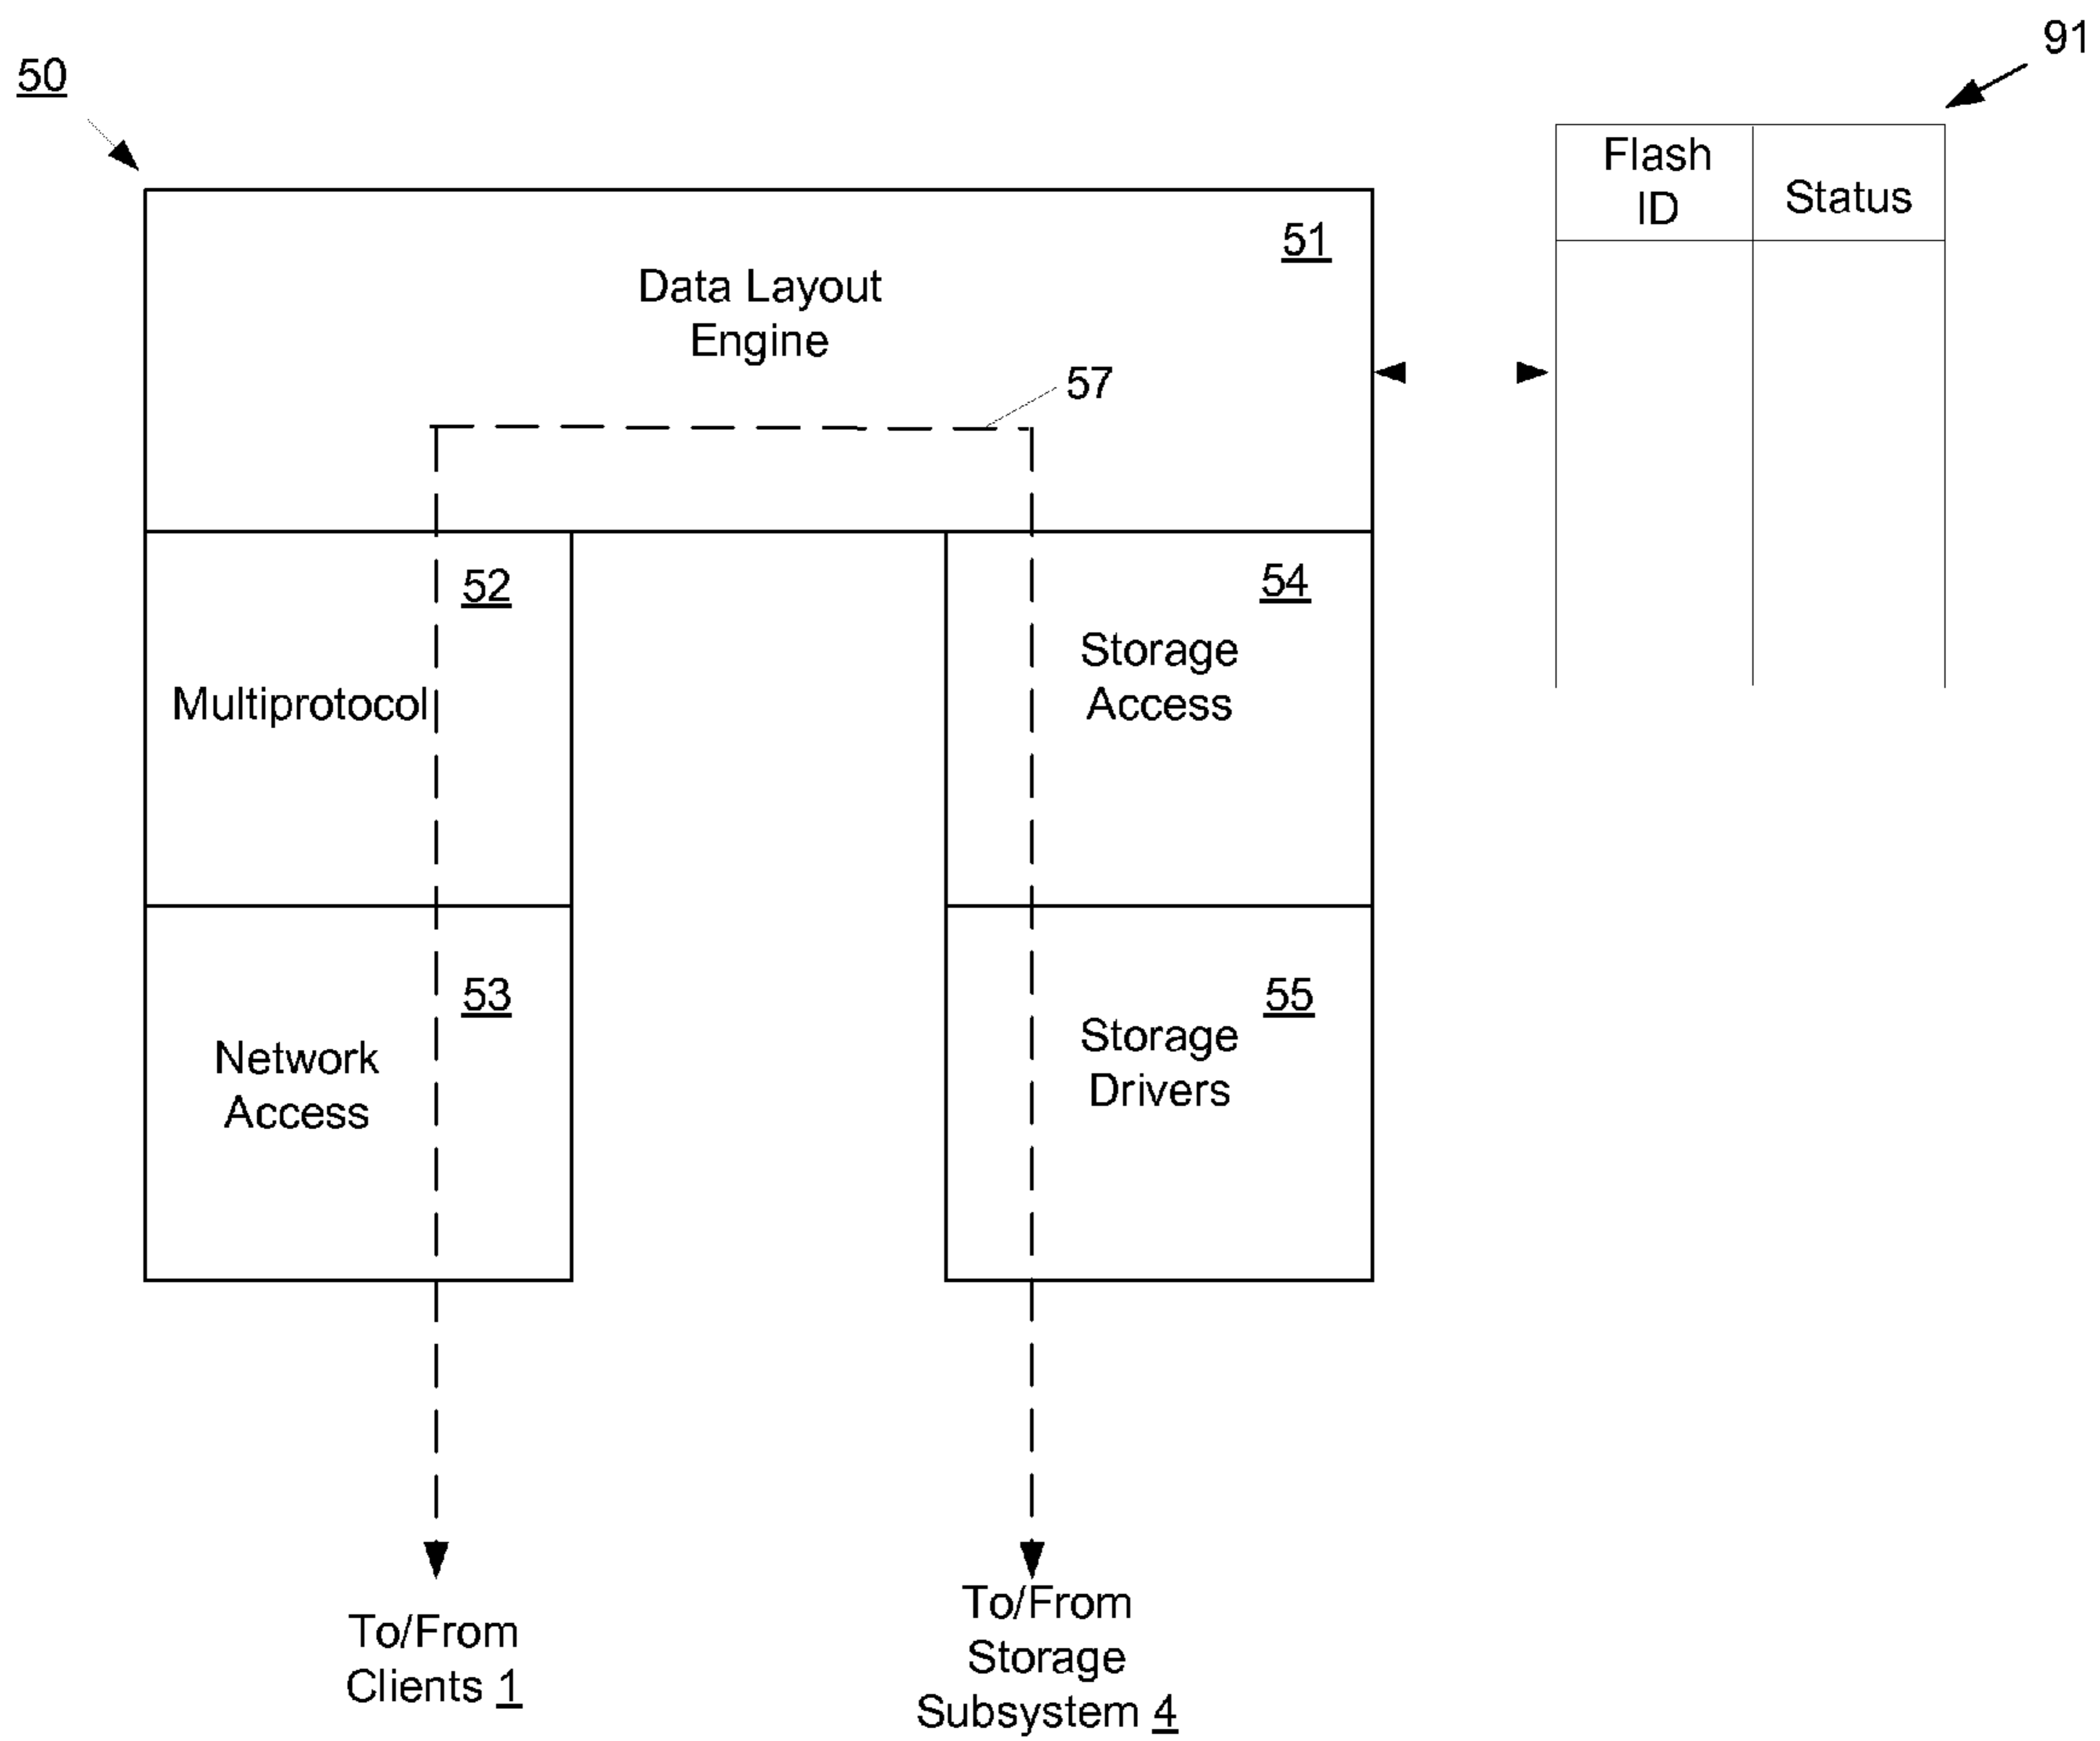 50
91
Flash
ID
Status
51
Data Layout
Engine
57
52
Multiprotocol
54
Storage
Access
53
Network
Access
55
Storage
Drivers
To/From
Clients 1
To/From
Storage
Subsystem 4